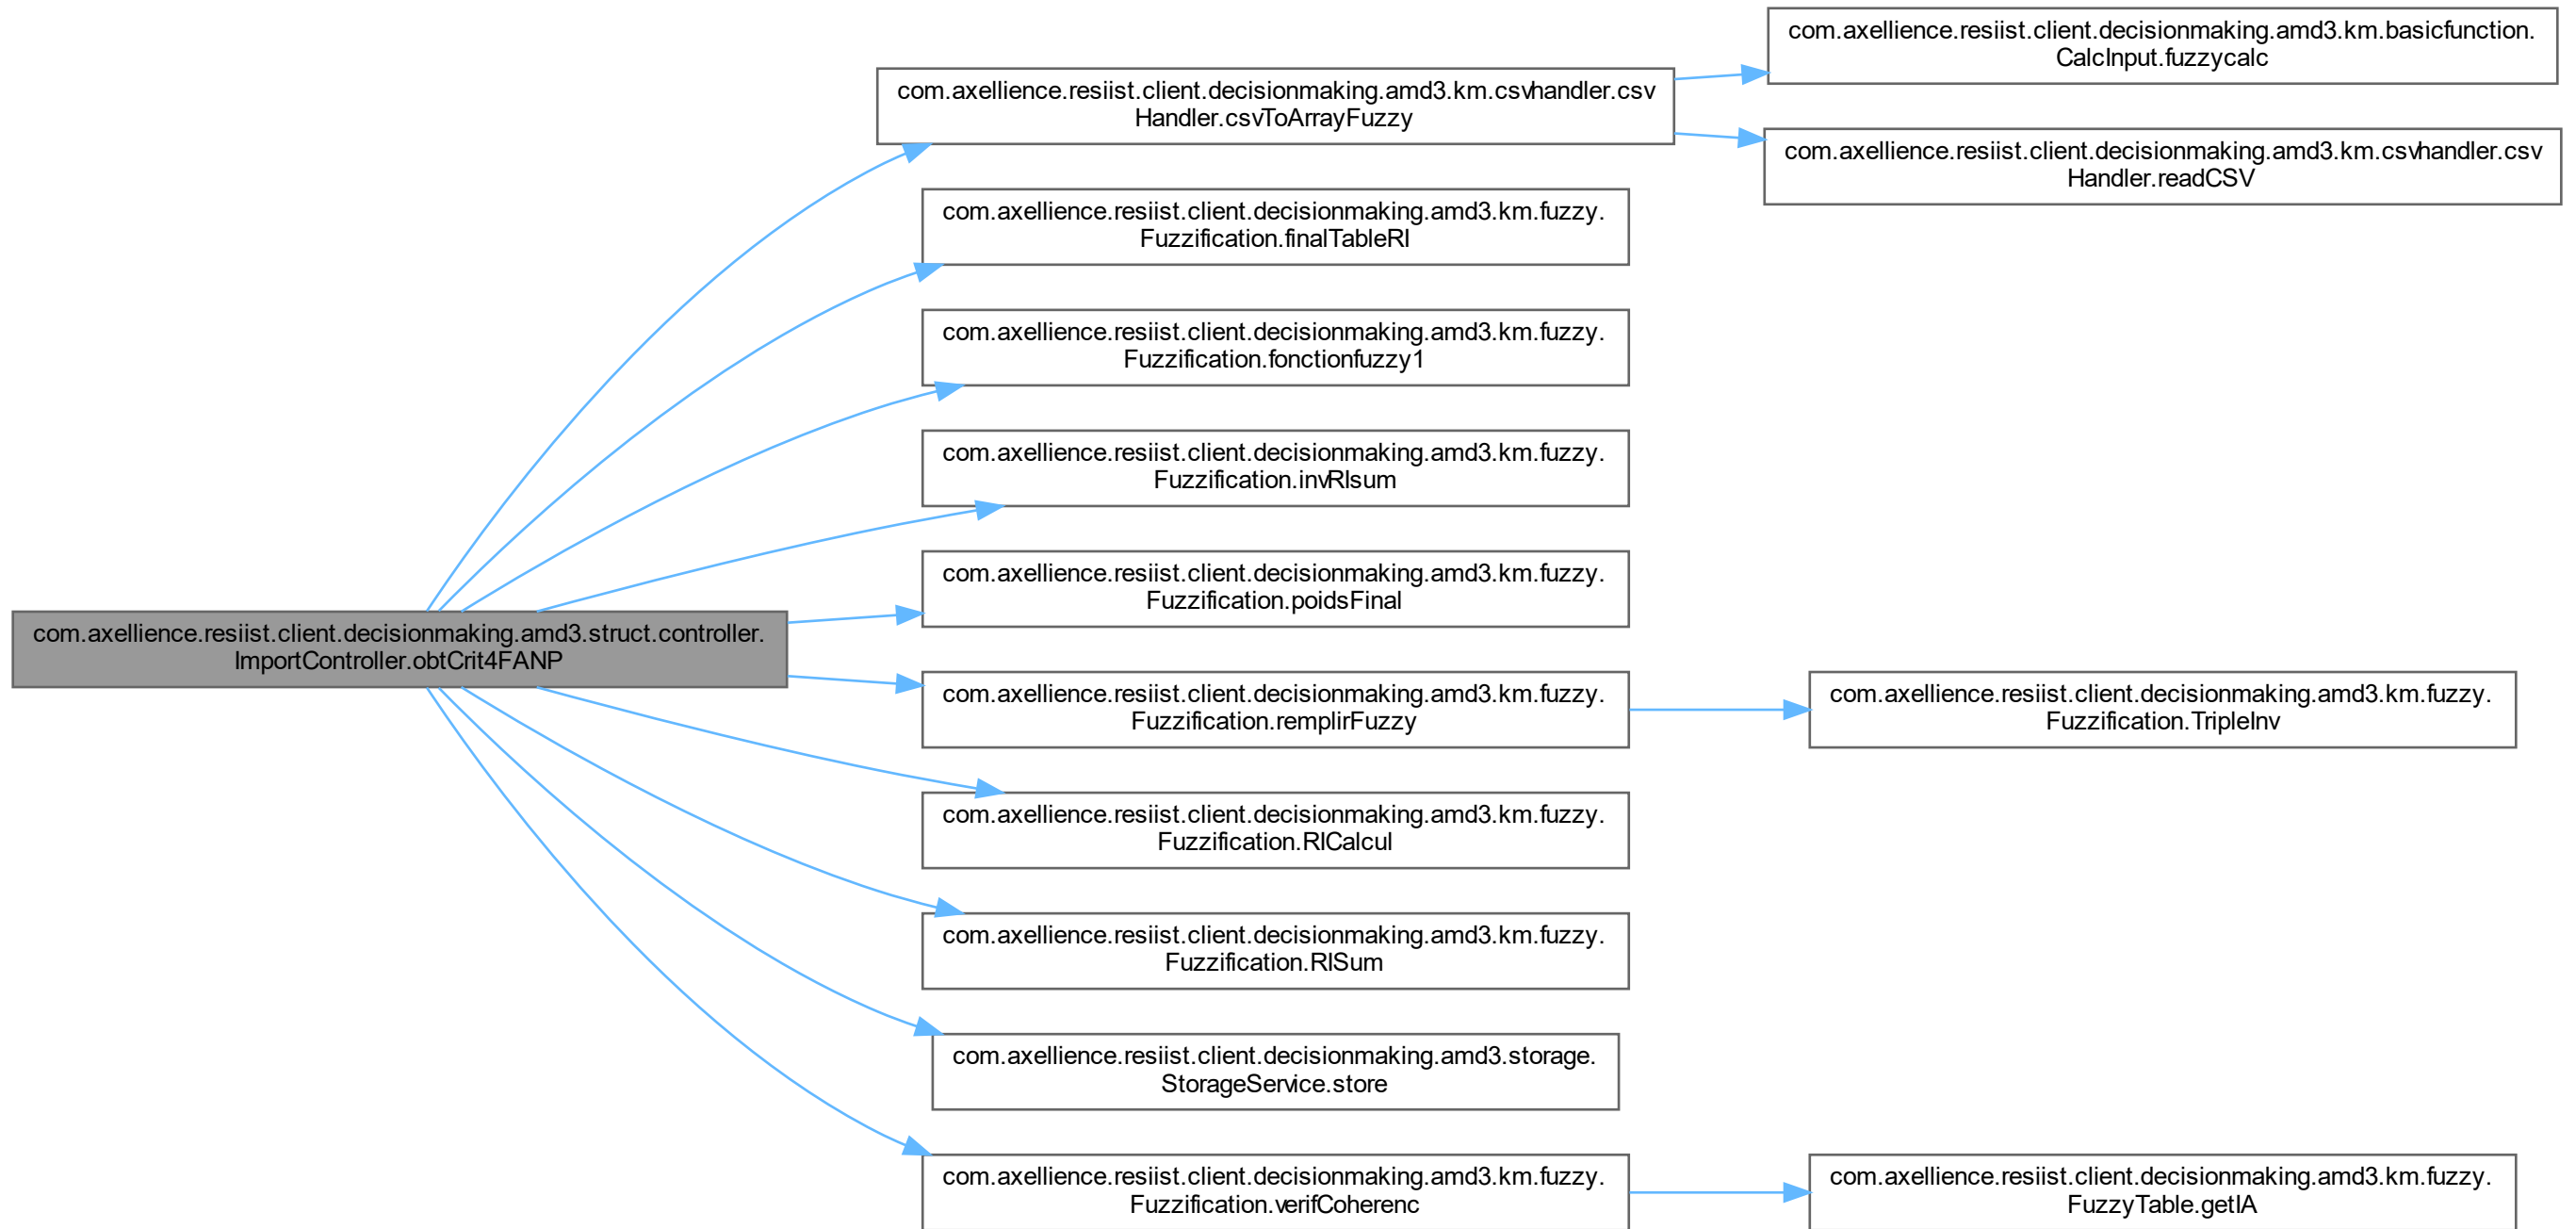 com.axellience.resiist.client.decisionmaking.amd3.km.basicfunction.
CalcInput.fuzzycalc
com.axellience.resiist.client.decisionmaking.amd3.km.csvhandler.csv
Handler.csvToArrayFuzzy
com.axellience.resiist.client.decisionmaking.amd3.km.csvhandler.csv
Handler.readCSV
com.axellience.resiist.client.decisionmaking.amd3.km.fuzzy.
Fuzzification.finalTableRI
com.axellience.resiist.client.decisionmaking.amd3.km.fuzzy.
Fuzzification.fonctionfuzzy1
com.axellience.resiist.client.decisionmaking.amd3.km.fuzzy.
Fuzzification.invRIsum
com.axellience.resiist.client.decisionmaking.amd3.km.fuzzy.
Fuzzification.poidsFinal
com.axellience.resiist.client.decisionmaking.amd3.struct.controller.
ImportController.obtCrit4FANP
com.axellience.resiist.client.decisionmaking.amd3.km.fuzzy.
Fuzzification.remplirFuzzy
com.axellience.resiist.client.decisionmaking.amd3.km.fuzzy.
Fuzzification.TripleInv
com.axellience.resiist.client.decisionmaking.amd3.km.fuzzy.
Fuzzification.RICalcul
com.axellience.resiist.client.decisionmaking.amd3.km.fuzzy.
Fuzzification.RISum
com.axellience.resiist.client.decisionmaking.amd3.storage.
StorageService.store
com.axellience.resiist.client.decisionmaking.amd3.km.fuzzy.
Fuzzification.verifCoherenc
com.axellience.resiist.client.decisionmaking.amd3.km.fuzzy.
FuzzyTable.getIA